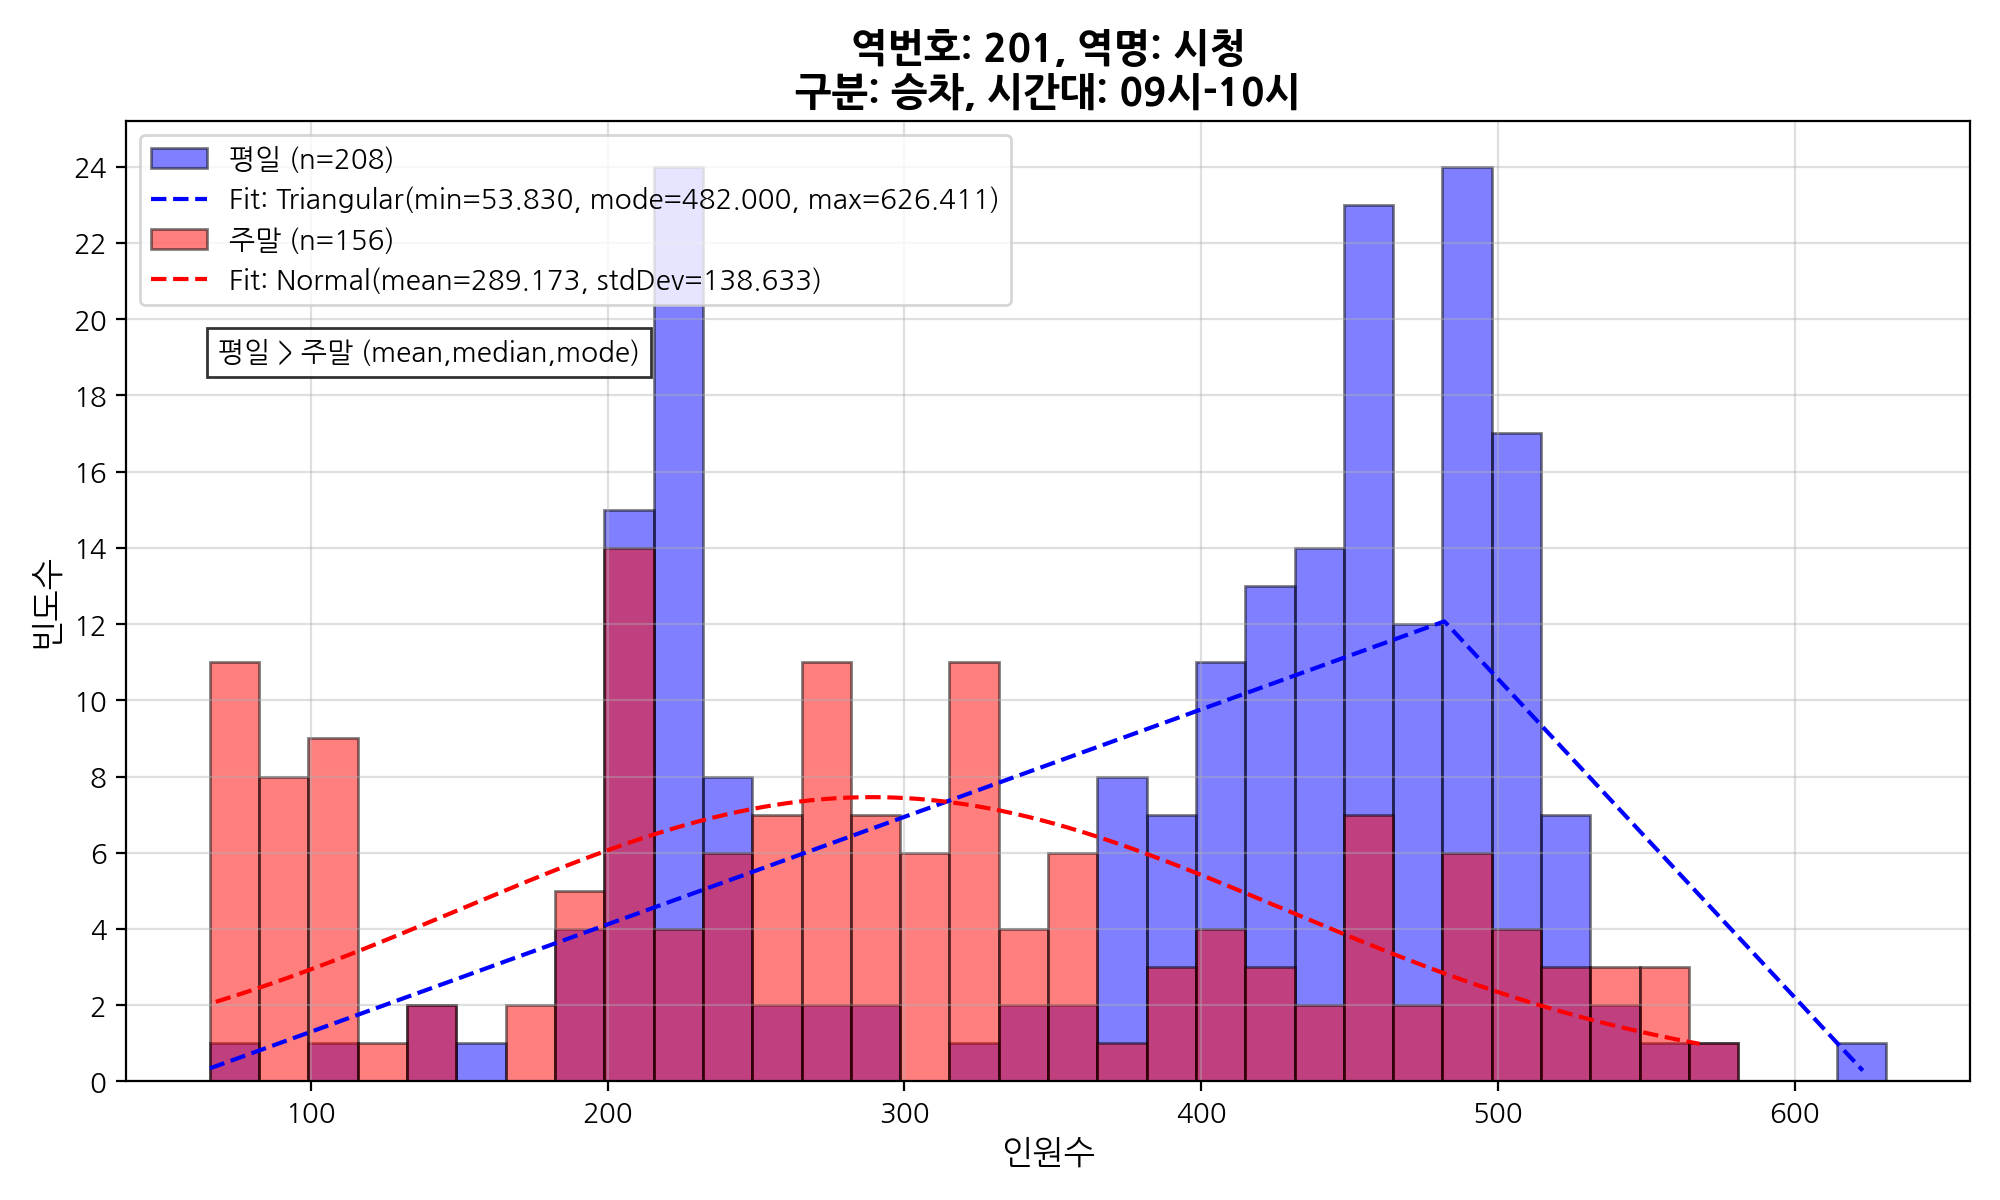 역번호: 201, 역명: 시청
구분: 승차, 시간대: 09시-10시
평일 (n=208)
Fit: Triangular(min=53.830, mode=482.000, max=626.411)
주말 (n=156)
Fit: Normal(mean=289.173, stdDev=138.633)
평일 > 주말 (mean,median,mode)
빈도수
24
22
20
18
16
14
12
10
8
6
4
2
0
100 200 300 400 500 600
인원수